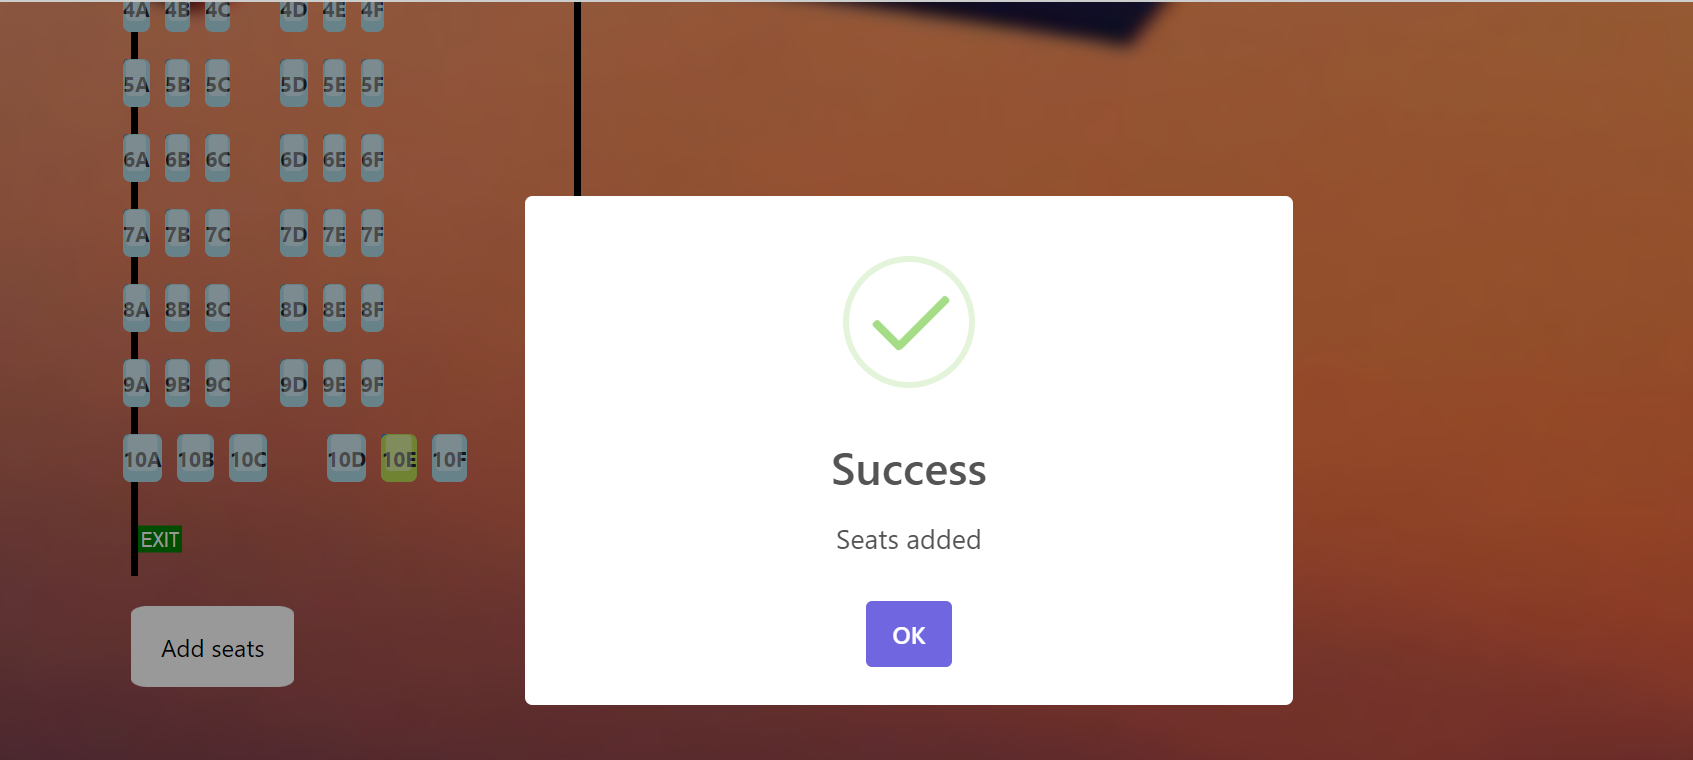 4A 4B 4C 4D 4E 4F
5A 5B 5C 5D 5E 5F
6A 6B 6C 6D 6E 6F
7A 7B 7C 7D 7E 7F
8A 8B 8C 8D 8E 8F
9A 9B 9C 9D 9E 9F
10A 10B 10C 10D 10E 10F
EXIT
Add seats
Success
Seats added
OK